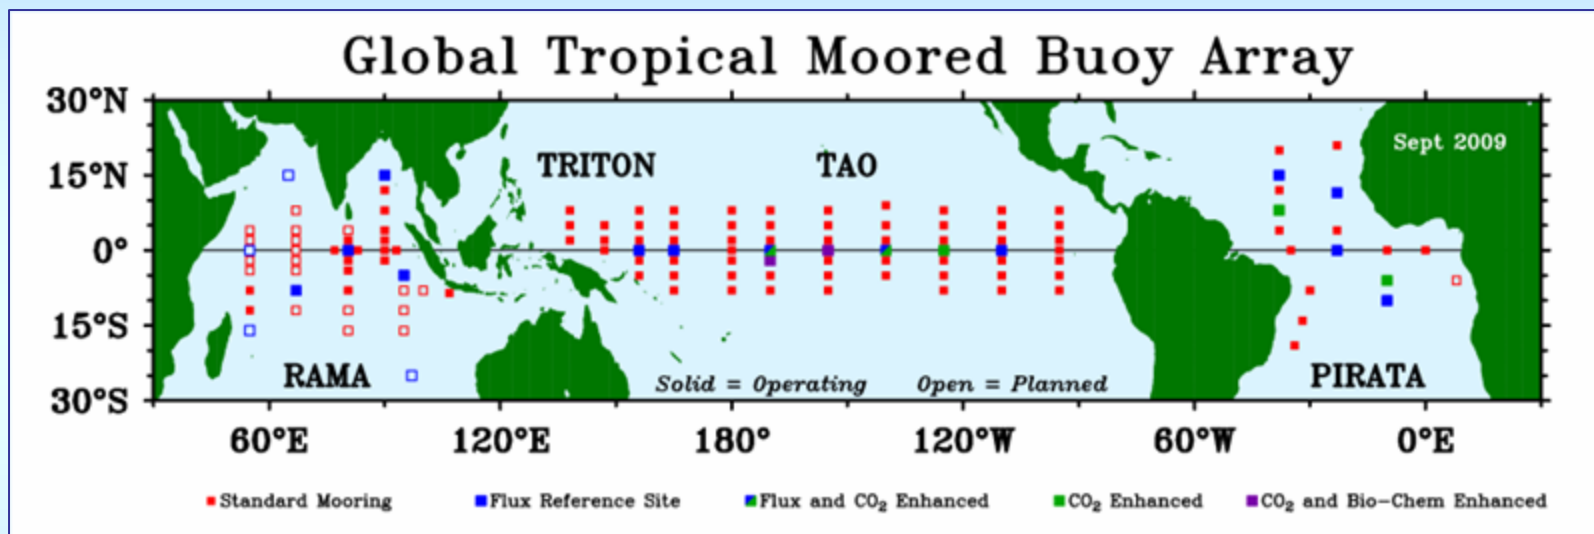 Global Tropical Moored Buoy Array
30°N
15°N
0°
15°S
30°S
TRITON
TAO
Sept 2009
RAMA
Solid = Operating Open = Planned
PIRATA
60°E 120°E 180° 120°W 60°W 0°E
Standard Mooring Flux Reference Site Flux and CO₂ Enhanced CO₂ Enhanced CO₂ and Bio-Chem Enhanced